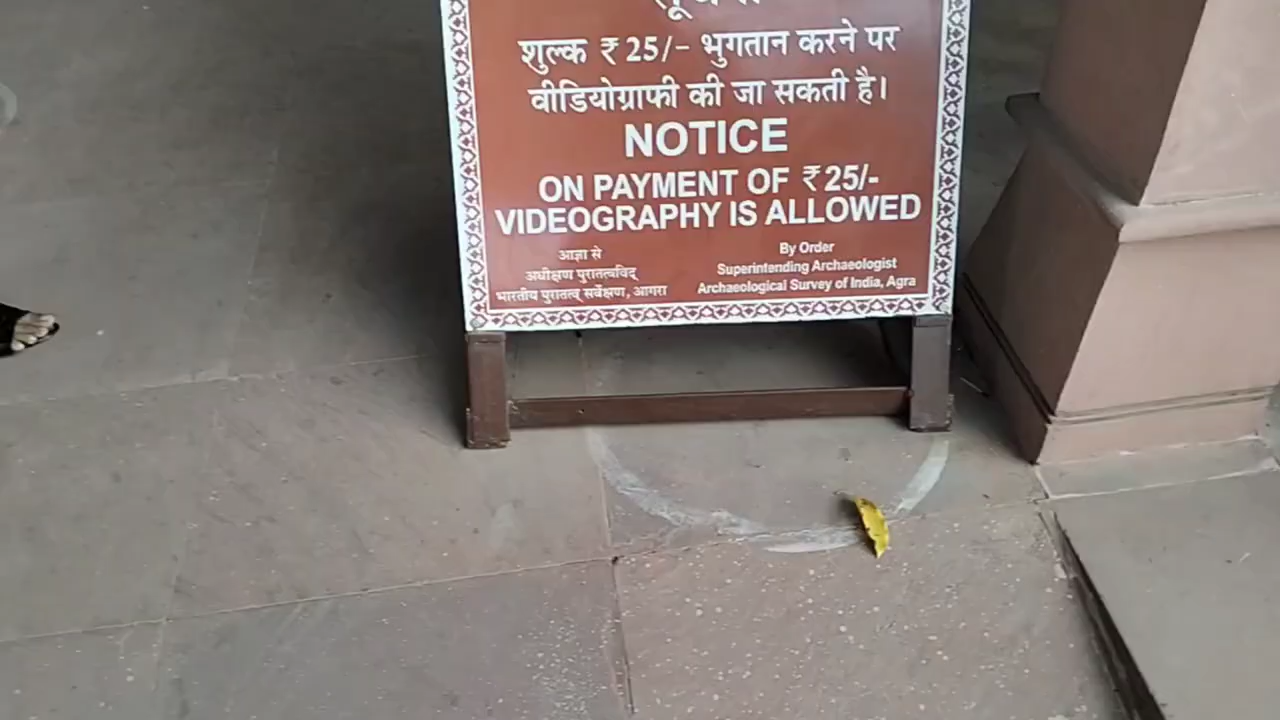 शुल्क ₹25/- भुगतान करने पर
वीडियोग्राफी की जा सकती है।
NOTICE
ON PAYMENT OF ₹25/-
VIDEOGRAPHY IS ALLOWED
आज्ञा से
अधीक्षण पुरातत्वविद्
भारतीय पुरातत्व सर्वेक्षण, आगरा
By Order
Superintending Archaeologist
Archaeological Survey of India, Agra